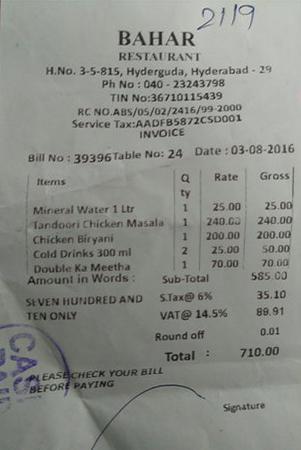 2119
BAHAR
RESTAURANT
H.No. 3-5-815, Hyderguda, Hyderabad - 29
Ph No : 040 - 23243798
TIN No:36710115439
RC NO.ABS/05/02/2416/99-2000
Service Tax:AADFB5872CSD001
INVOICE
Bill No : 39396 Table No: 24 Date : 03-08-2016
Items Q ty Rate Gross
Mineral Water 1 Ltr 1 25.00 25.00
Tandoori Chicken Masala 1 240.00 240.00
Chicken Biryani 1 200.00 200.00
Cold Drinks 300 ml 2 25.00 50.00
Double Ka Meetha 1 70.00 70.00
Amount in Words : Sub-Total 585.00
SEVEN HUNDRED AND S.Tax@ 6% 35.10
TEN ONLY VAT@ 14.5% 89.91
Round off 0.01
Total : 710.00
PLEASE CHECK YOUR BILL
BEFORE PAYING
Signature